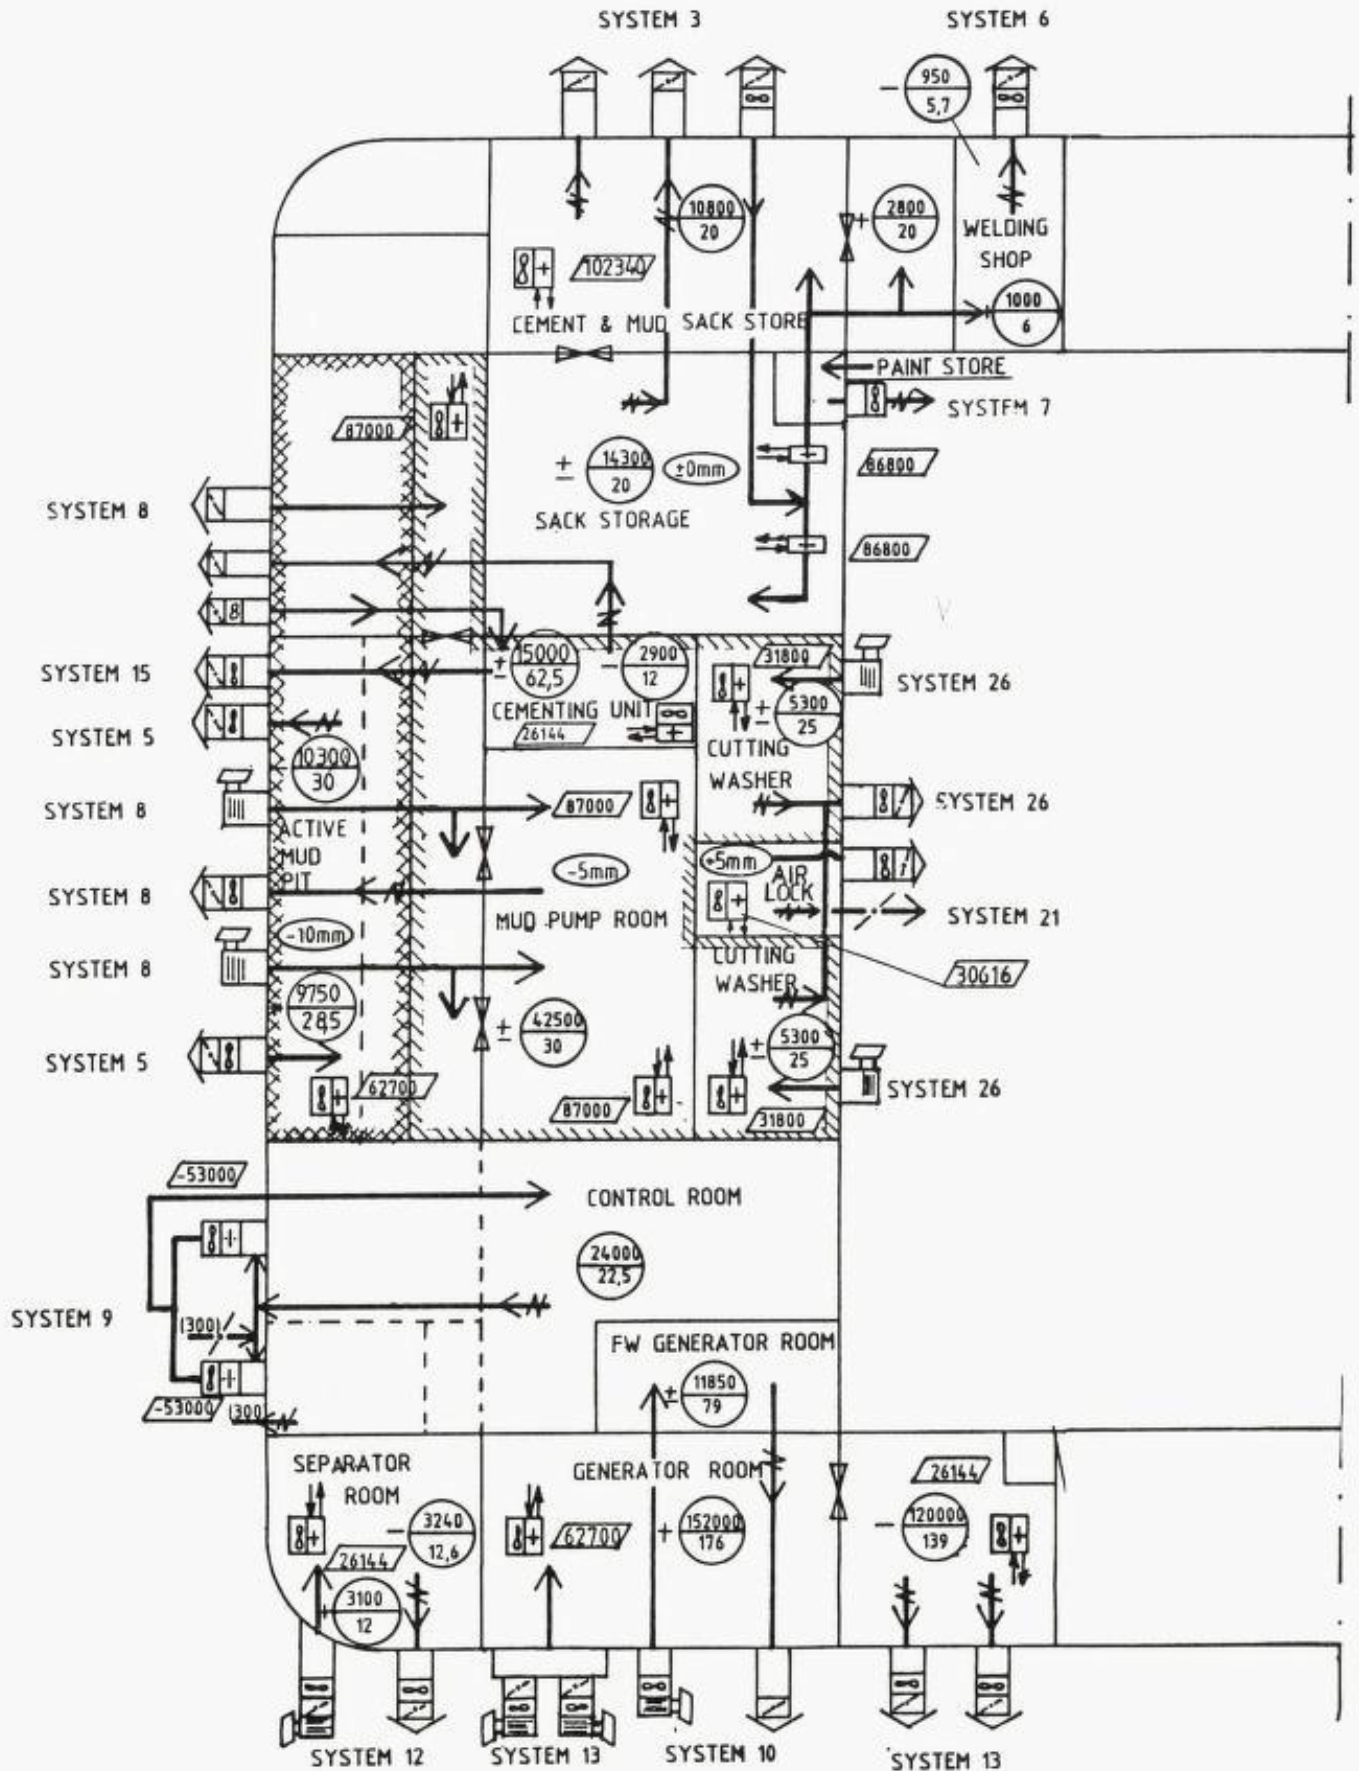 SYSTEM 3
SYSTEM 6
950
5,7
10800
20
2800
20
WELDING
SHOP
102340
1000
6
CEMENT & MUD SACK STORE
PAINT STORE
SYSTEM 7
87000
14300
20
±0mm
86800
SACK STORAGE
SYSTEM 8
86800
15000
62,5
2900
12
31800
SYSTEM 15
SYSTEM 26
5300
25
CEMENTING UNIT
26144
SYSTEM 5
10300
30
CUTTING
WASHER
SYSTEM 8
87000
SYSTEM 26
ACTIVE
MUD
PIT
-5mm
+5mm
AIR
LOCK
SYSTEM 8
MUD PUMP ROOM
SYSTEM 21
-10mm
CUTTING
WASHER
SYSTEM 8
30616
9750
28,5
42500
30
5300
25
SYSTEM 5
62700
87000
31800
SYSTEM 26
-53000
CONTROL ROOM
24000
22,5
SYSTEM 9
(300)
FW GENERATOR ROOM
11850
79
-53000
(300)
SEPARATOR
ROOM
GENERATOR ROOM
26144
3240
12,6
62700
152000
176
120000
139
26144
3100
12
SYSTEM 12
SYSTEM 13
SYSTEM 10
SYSTEM 13